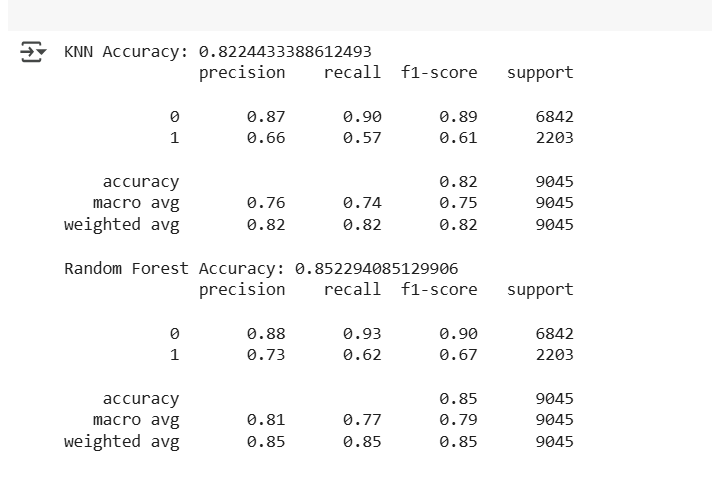 KNN Accuracy: 0.8224433388612493
precision recall f1-score support
0 0.87 0.90 0.89 6842
1 0.66 0.57 0.61 2203
accuracy 0.82 9045
macro avg 0.76 0.74 0.75 9045
weighted avg 0.82 0.82 0.82 9045
Random Forest Accuracy: 0.852294085129906
precision recall f1-score support
0 0.88 0.93 0.90 6842
1 0.73 0.62 0.67 2203
accuracy 0.85 9045
macro avg 0.81 0.77 0.79 9045
weighted avg 0.85 0.85 0.85 9045